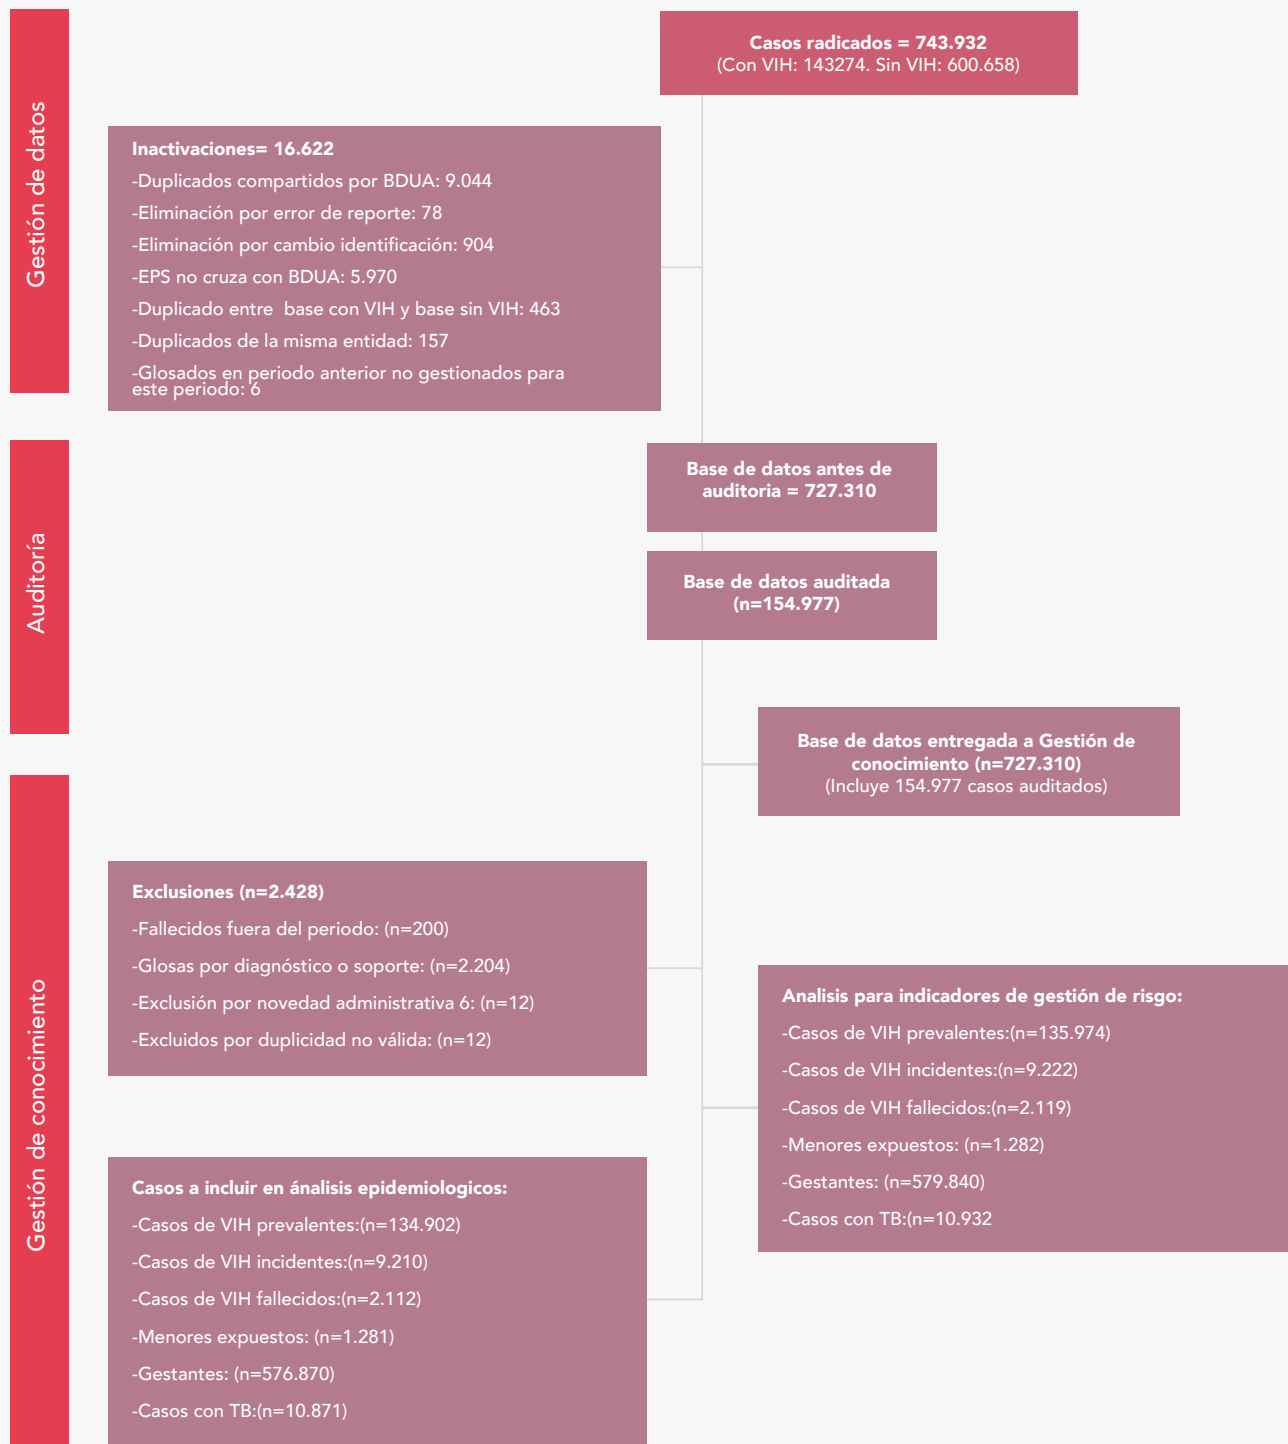 Gestión de datos
Casos radicados = 743.932
(Con VIH: 143274. Sin VIH: 600.658)
Inactivaciones= 16.622
-Duplicados compartidos por BDUA: 9.044
-Eliminación por error de reporte: 78
-Eliminación por cambio identificación: 904
-EPS no cruza con BDUA: 5.970
-Duplicado entre  base con VIH y base sin VIH: 463
-Duplicados de la misma entidad: 157
-Glosados en periodo anterior no gestionados para
este periodo: 6
Auditoría
Base de datos antes de
auditoria = 727.310
Base de datos auditada
(n=154.977)
Base de datos entregada a Gestión de
conocimiento (n=727.310)
(Incluye 154.977 casos auditados)
Gestión de conocimiento
Exclusiones (n=2.428)
-Fallecidos fuera del periodo: (n=200)
-Glosas por diagnóstico o soporte: (n=2.204)
-Exclusión por novedad administrativa 6: (n=12)
-Excluidos por duplicidad no válida: (n=12)
Analisis para indicadores de gestión de risgo:
-Casos de VIH prevalentes:(n=135.974)
-Casos de VIH incidentes:(n=9.222)
-Casos de VIH fallecidos:(n=2.119)
-Menores expuestos: (n=1.282)
-Gestantes: (n=579.840)
-Casos con TB:(n=10.932
Casos a incluir en ánalisis epidemiologicos:
-Casos de VIH prevalentes:(n=134.902)
-Casos de VIH incidentes:(n=9.210)
-Casos de VIH fallecidos:(n=2.112)
-Menores expuestos: (n=1.281)
-Gestantes: (n=576.870)
-Casos con TB:(n=10.871)